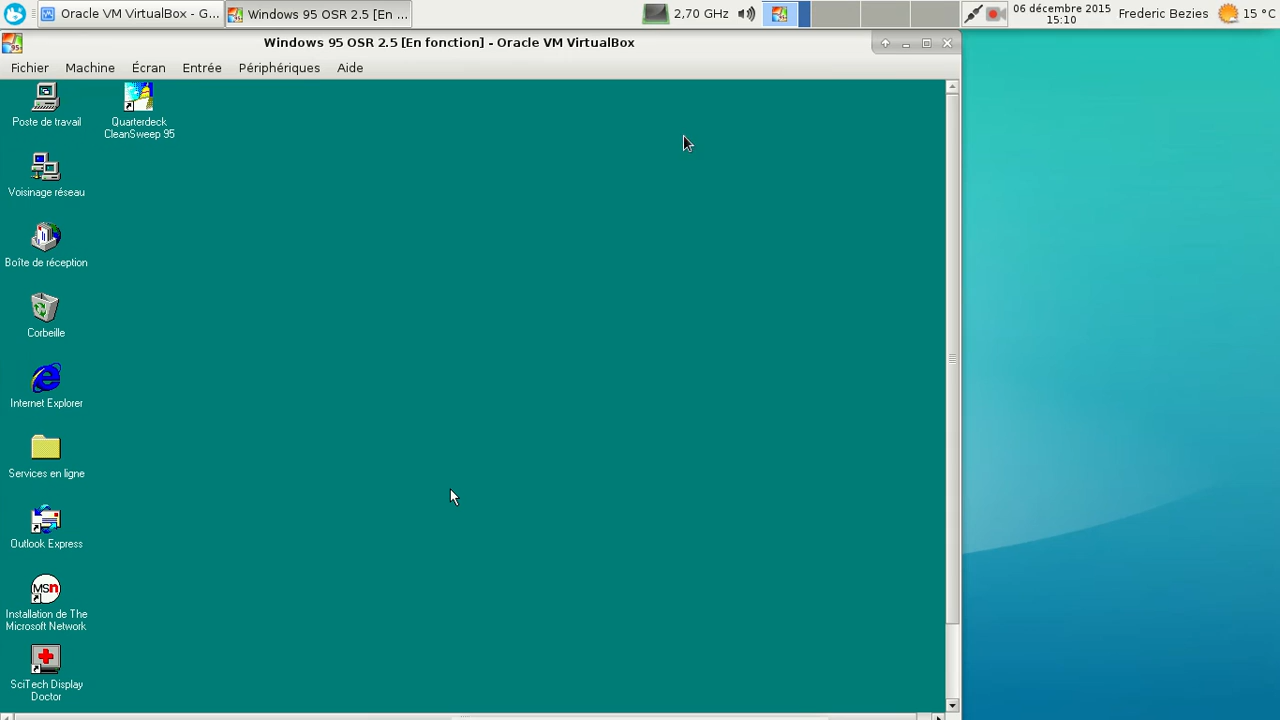 Oracle VM VirtualBox - G...
Windows 95 OSR 2.5 [En ...
2,70 GHz
06 décembre 2015
15:10
Frederic Bezies
15 °C
Windows 95 OSR 2.5 [En fonction] - Oracle VM VirtualBox
Fichier Machine Écran Entrée Périphériques Aide
Poste de travail
Quarterdeck
CleanSweep 95
Voisinage réseau
Boîte de réception
Corbeille
Internet Explorer
Services en ligne
Outlook Express
msn
Installation de The
Microsoft Network
SciTech Display
Doctor